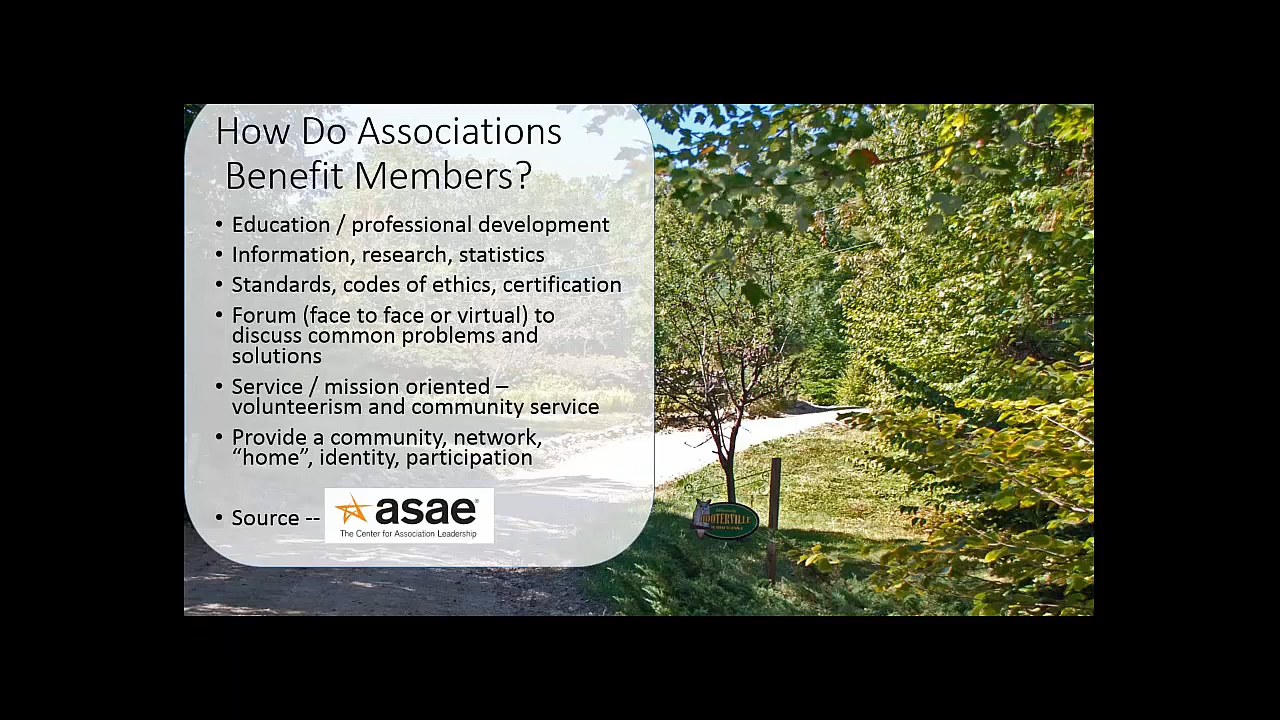 How Do Associations
Benefit Members?
• Education / professional development
• Information, research, statistics
• Standards, codes of ethics, certification
• Forum (face to face or virtual) to
discuss common problems and
solutions
• Service / mission oriented –
volunteerism and community service
• Provide a community, network,
“home”, identity, participation
• Source --
asae®
The Center for Association Leadership
HOOTERVILLE